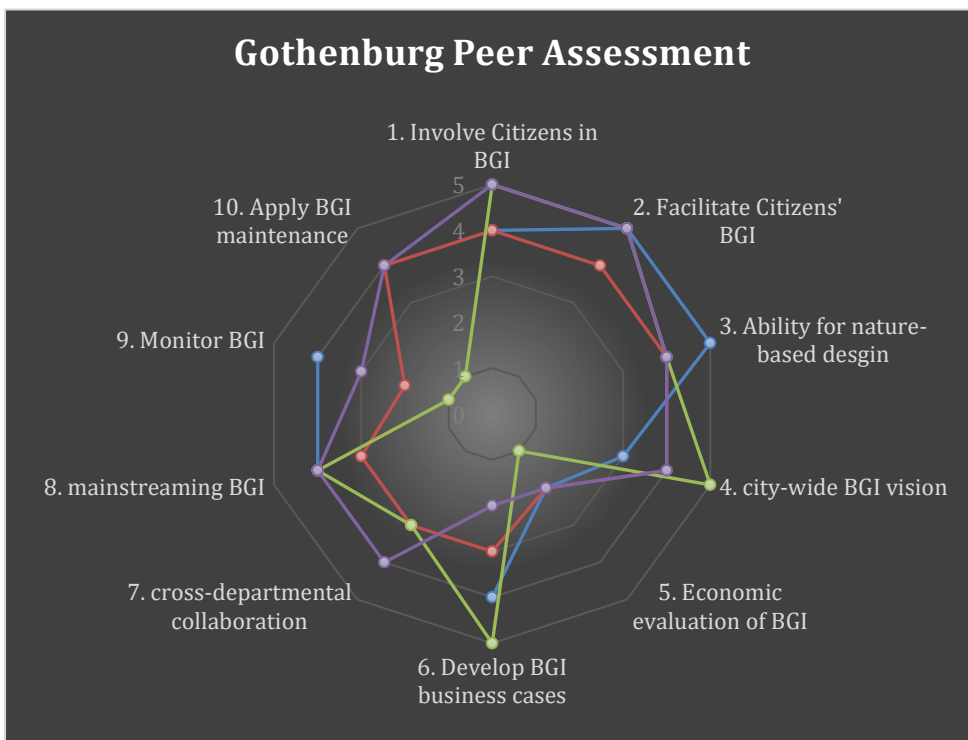 Gothenburg Peer Assessment
1. Involve Citizens in
BGI
2. Facilitate Citizens'
BGI
3. Ability for nature-
based desgin
4. city-wide BGI vision
5. Economic
evaluation of BGI
6. Develop BGI
business cases
7. cross-departmental
collaboration
8. mainstreaming BGI
9. Monitor BGI
10. Apply BGI
maintenance
5
4
3
2
1
0